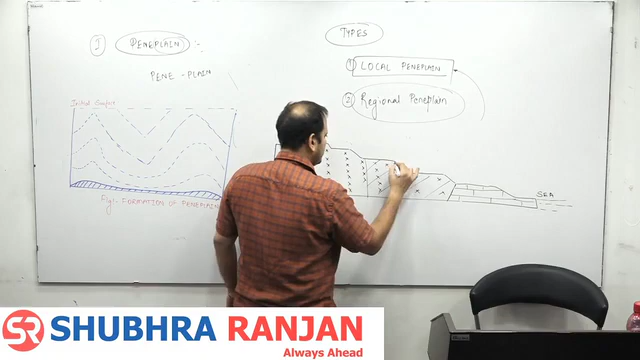 I PENEPLAIN :-
PENE - PLAIN
Initial Surface
Fig:- FORMATION OF PENEPLAIN
TYPES
1) LOCAL PENEPLAIN
2) Regional Peneplain
SEA
SR SHUBHRA RANJAN
Always Ahead